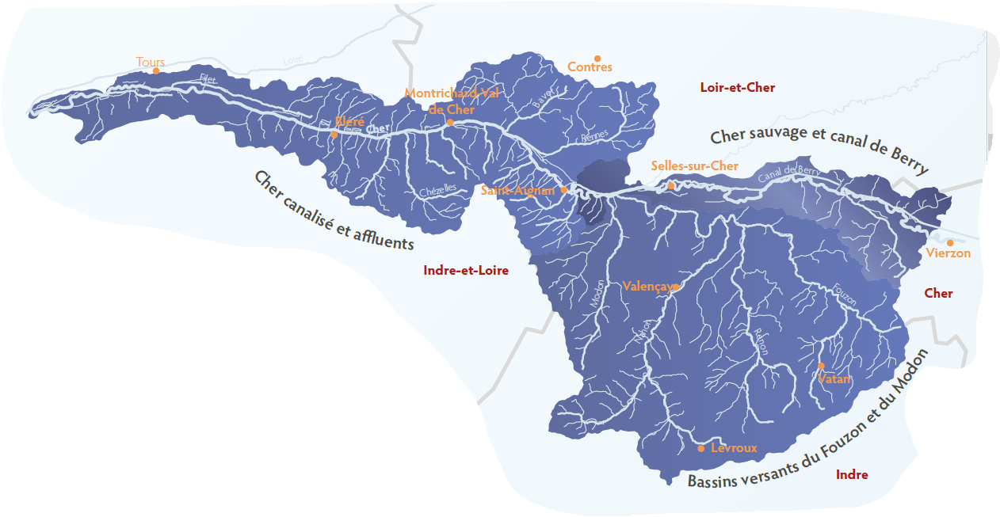 Tours
Loire
Contres
Filet
Montrichard-Val
de Cher
Bavet
Loir-et-Cher
Bléré
Cher
Rennes
Cher sauvage et canal de Berry
Selles-sur-Cher
Canal de Berry
Cher canalisé et affluents
Chézelles
Saint-Aignan
Vierzon
Indre-et-Loire
Modon
Valençay
Fouzon
Cher
Nahon
Renon
Vatan
Levroux
Bassins versants du Fouzon et du Modon
Indre